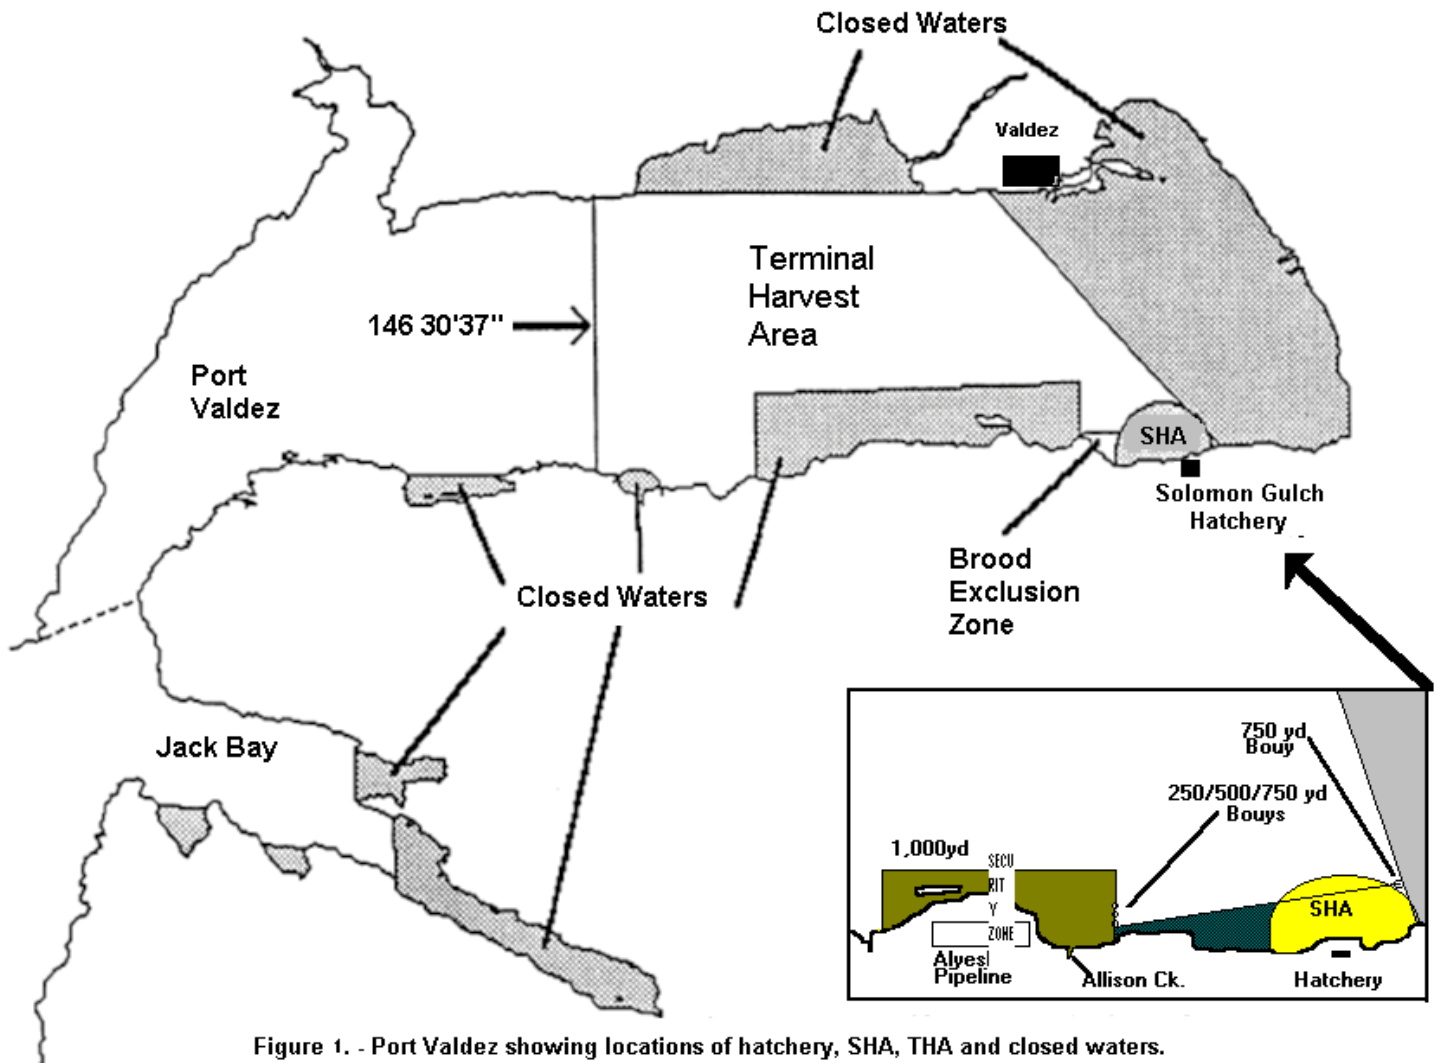 Closed Waters
Valdez
Terminal
Harvest
Area
146 30'37"
Port
Valdez
SHA
Solomon Gulch
Hatchery
Brood
Exclusion
Zone
Closed Waters
Jack Bay
750 yd
Bouy
250/500/750 yd
Bouys
1,000yd
SECU
RIT
Y
ZONE
SHA
Alyesl
Pipeline
Allison Ck.
Hatchery
Figure 1. - Port Valdez showing locations of hatchery, SHA, THA and closed waters.